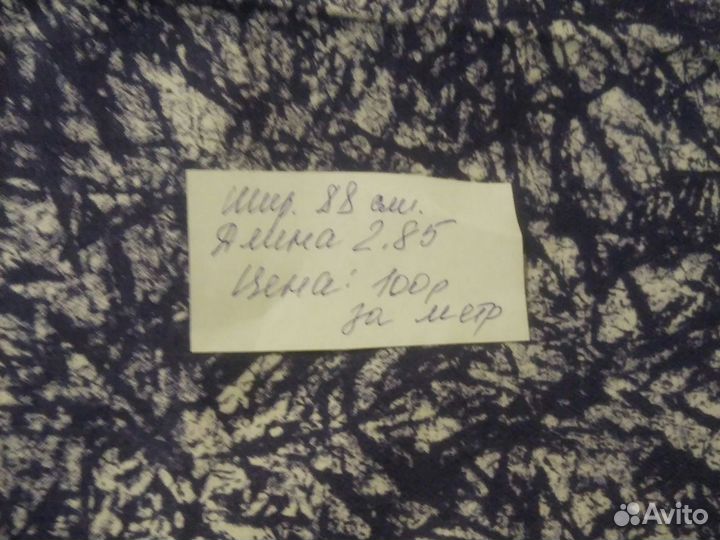 Шир. 88 см.
Длина 2.85
Цена: 100р
за метр
Avito